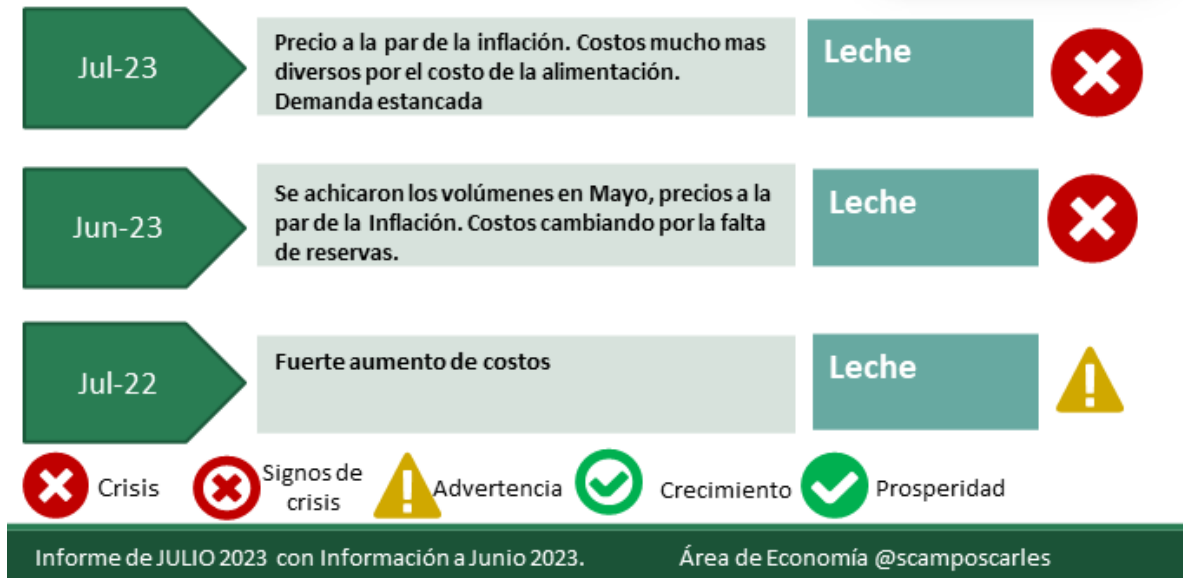 Jul-23
Precio a la par de la inflación. Costos mucho mas
diversos por el costo de la alimentación.
Demanda estancada
Leche
Jun-23
Se achicaron los volúmenes en Mayo, precios a la
par de la Inflación. Costos cambiando por la falta
de reservas.
Leche
Jul-22
Fuerte aumento de costos
Leche
Crisis
Signos de
crisis
Advertencia
Crecimiento
Prosperidad
Informe de JULIO 2023 con Información a Junio 2023.
Área de Economía @scamposcarles